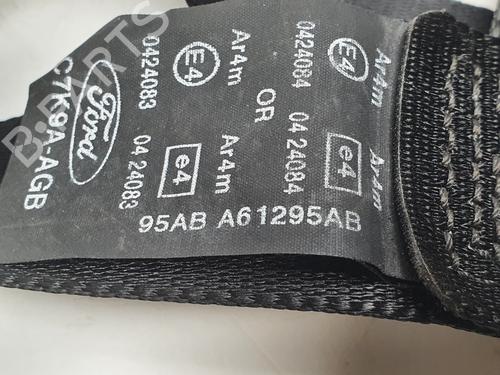 Ford
C7K9A AGB
E4 Ar4m
0424083
e4 Ar4m
04 24083
OR
E4 Ar4m
0424084
e4 Ar4m
04 24084
95AB A61295AB
B-PARTS